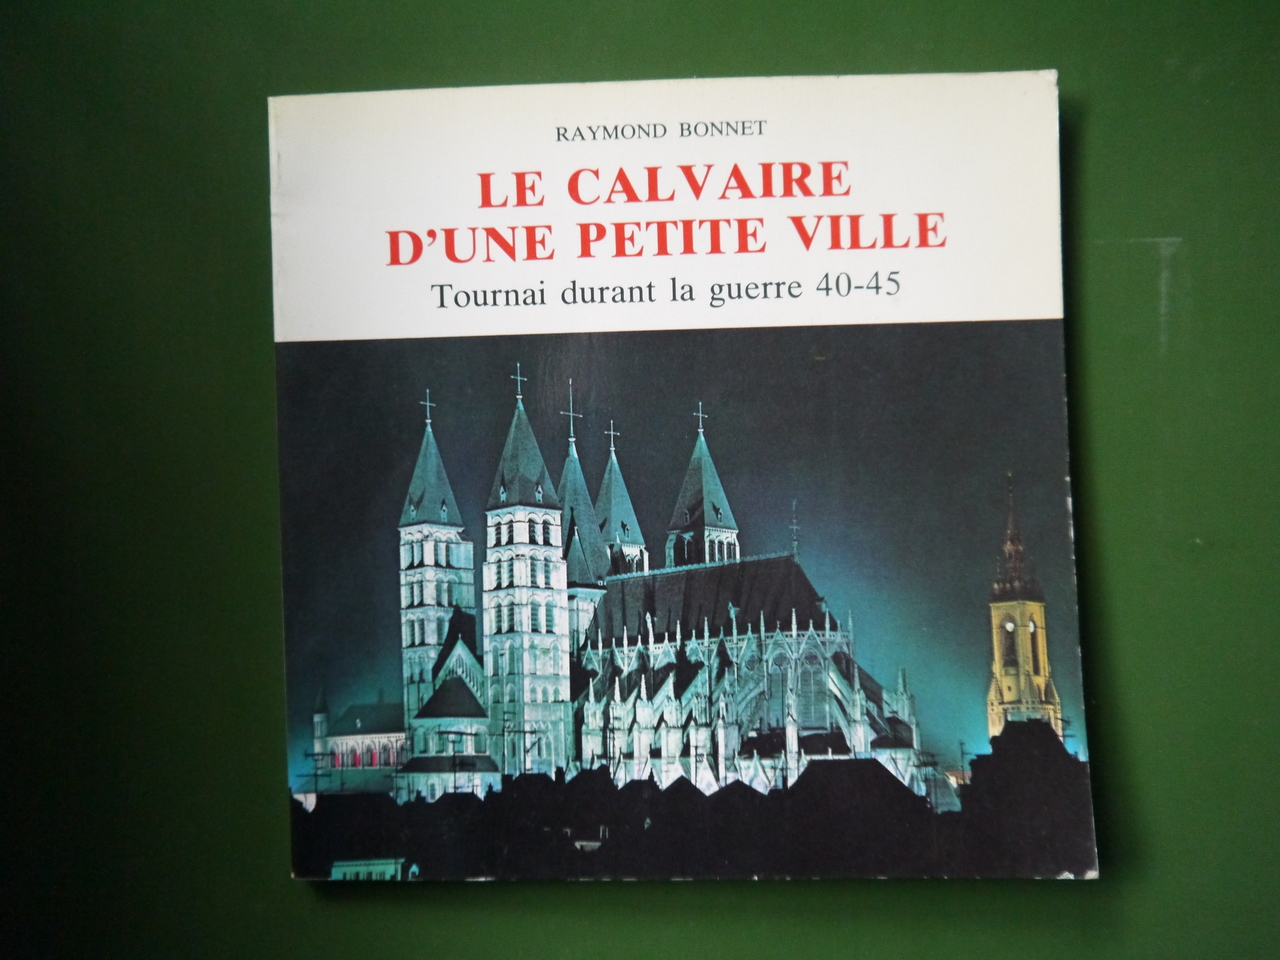 RAYMOND BONNET
LE CALVAIRE
D'UNE PETITE VILLE
Tournai durant la guerre 40-45